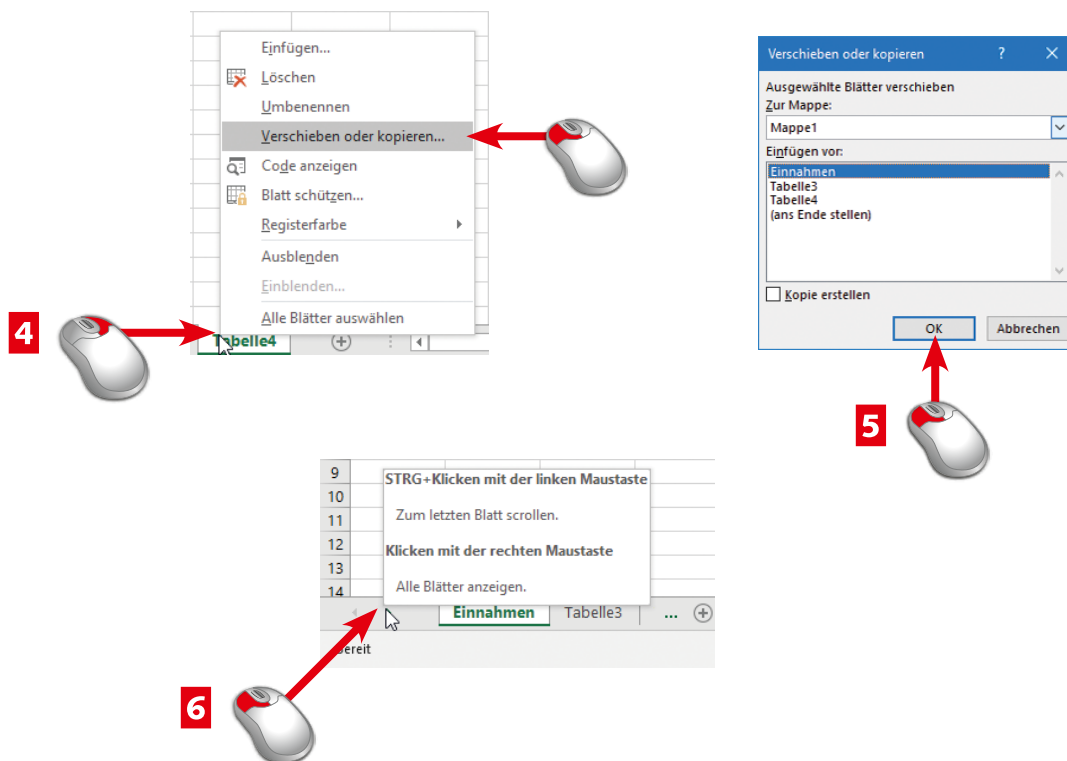 Einfügen...
Löschen
Umbenennen
Verschieben oder kopieren...
Code anzeigen
Blatt schützen...
Registerfarbe
Ausblenden
Einblenden...
Alle Blätter auswählen
4
Tabelle4
Verschieben oder kopieren ? ×
Ausgewählte Blätter verschieben
Zur Mappe:
Mappe1
Einfügen vor:
Einnahmen
Tabelle3
Tabelle4
(ans Ende stellen)
Kopie erstellen
OK Abbrechen
5
9
10
11
12
13
14
STRG+Klicken mit der linken Maustaste
Zum letzten Blatt scrollen.
Klicken mit der rechten Maustaste
Alle Blätter anzeigen.
Einnahmen Tabelle3 ...
Bereit
6